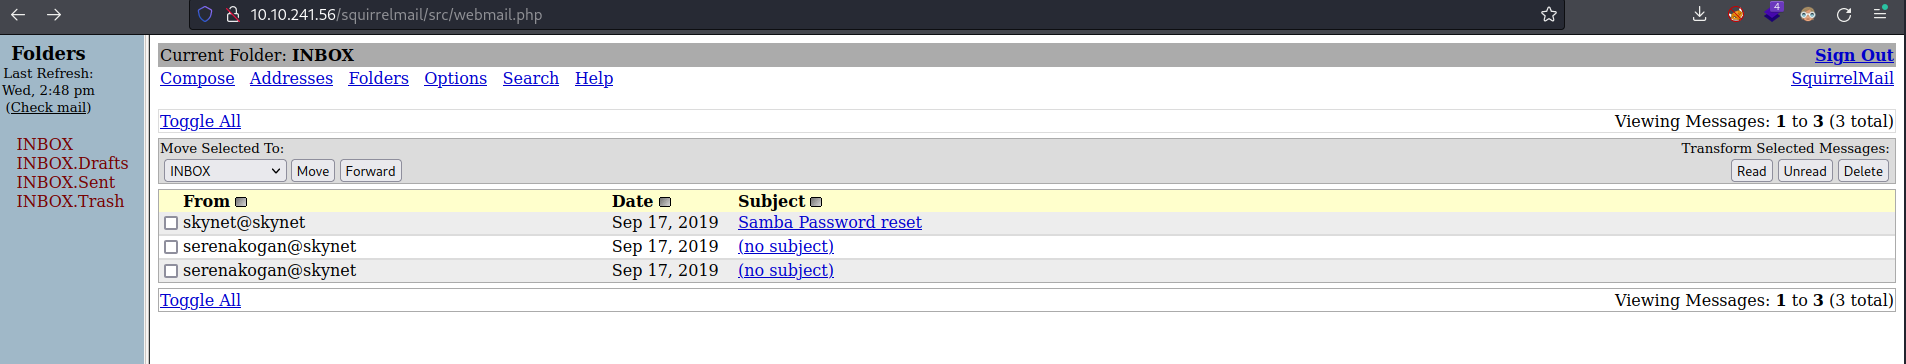 10.10.241.56/squirrelmail/src/webmail.php
4
Folders
Last Refresh:
Wed, 2:48 pm
(Check mail)
INBOX
INBOX.Drafts
INBOX.Sent
INBOX.Trash
Current Folder: INBOX Sign Out
Compose Addresses Folders Options Search Help SquirrelMail
Toggle All Viewing Messages: 1 to 3 (3 total)
Move Selected To: Transform Selected Messages:
INBOX Move Forward Read Unread Delete
From Date Subject
skynet@skynet Sep 17, 2019 Samba Password reset
serenakogan@skynet Sep 17, 2019 (no subject)
serenakogan@skynet Sep 17, 2019 (no subject)
Toggle All Viewing Messages: 1 to 3 (3 total)